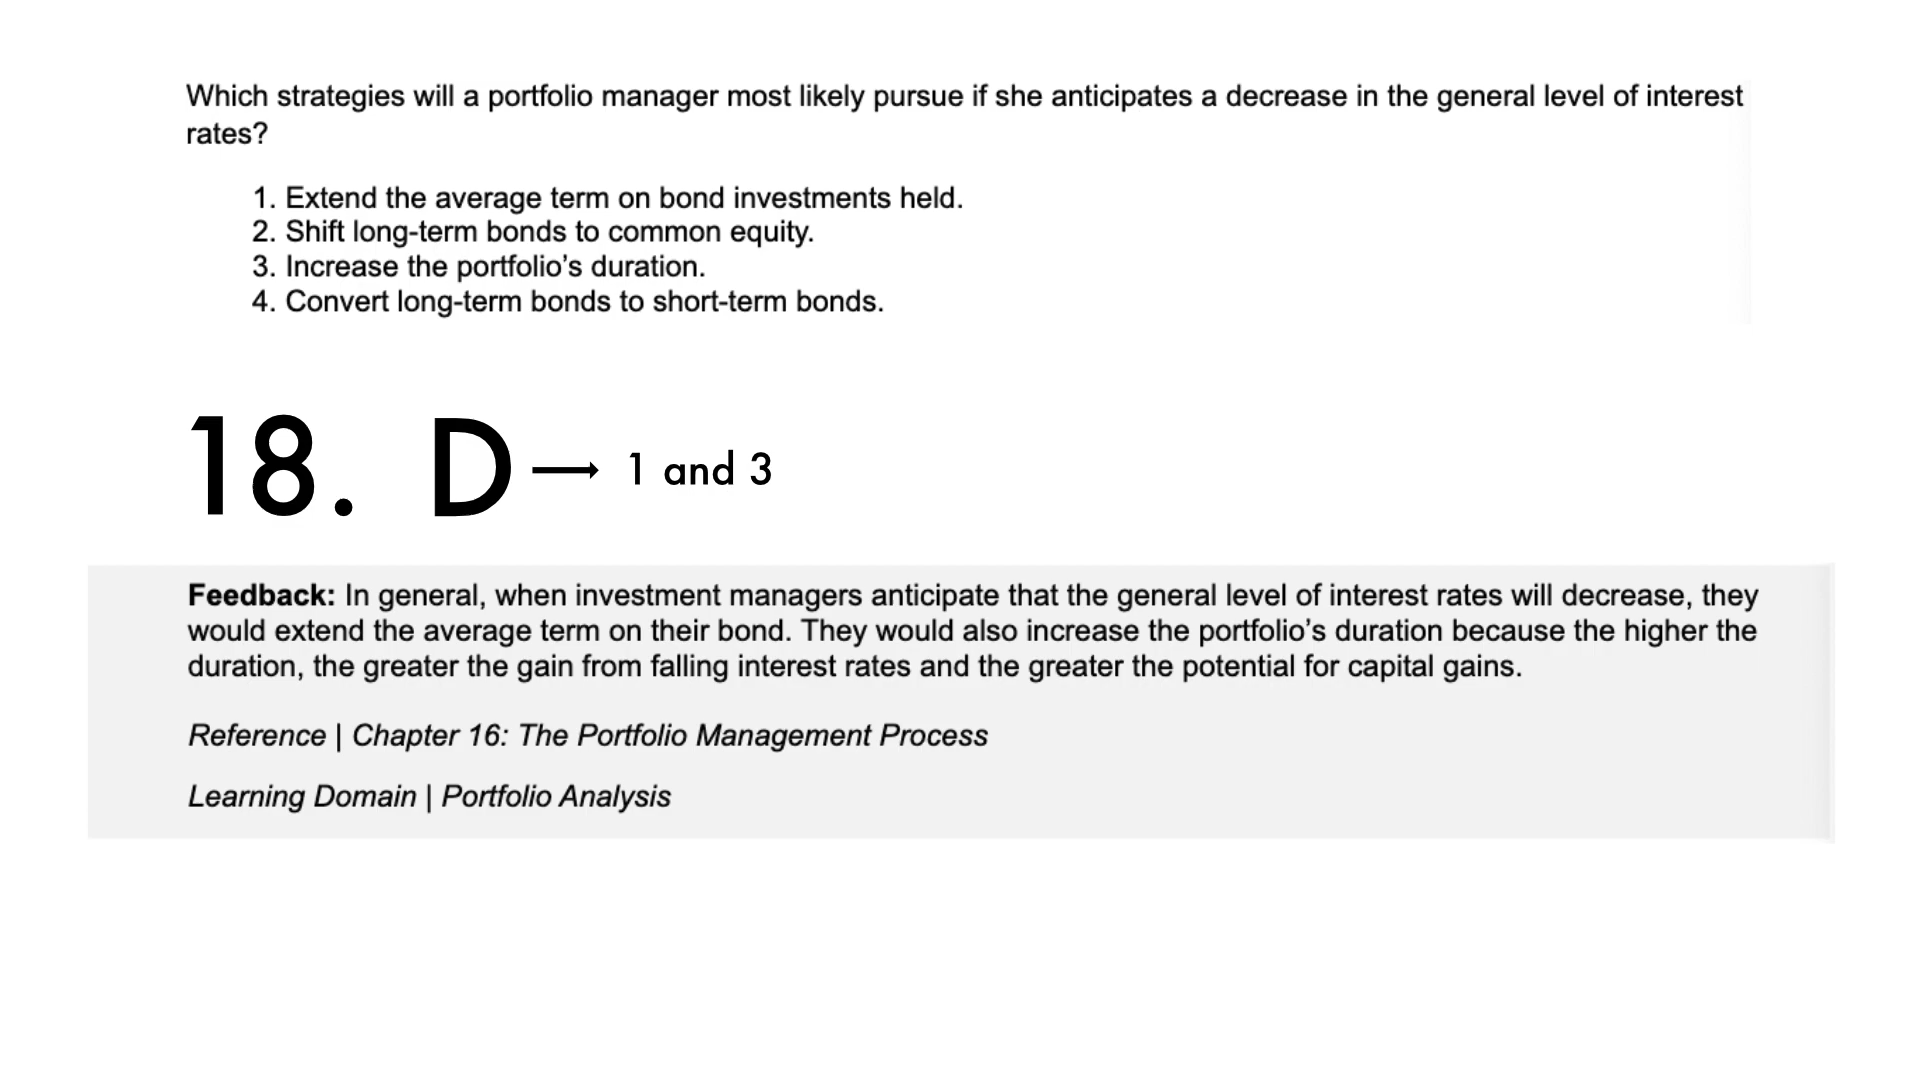 Which strategies will a portfolio manager most likely pursue if she anticipates a decrease in the general level of interest
rates?
1. Extend the average term on bond investments held.
2. Shift long-term bonds to common equity.
3. Increase the portfolio’s duration.
4. Convert long-term bonds to short-term bonds.
18. D → 1 and 3
Feedback: In general, when investment managers anticipate that the general level of interest rates will decrease, they
would extend the average term on their bond. They would also increase the portfolio’s duration because the higher the
duration, the greater the gain from falling interest rates and the greater the potential for capital gains.
Reference | Chapter 16: The Portfolio Management Process
Learning Domain | Portfolio Analysis